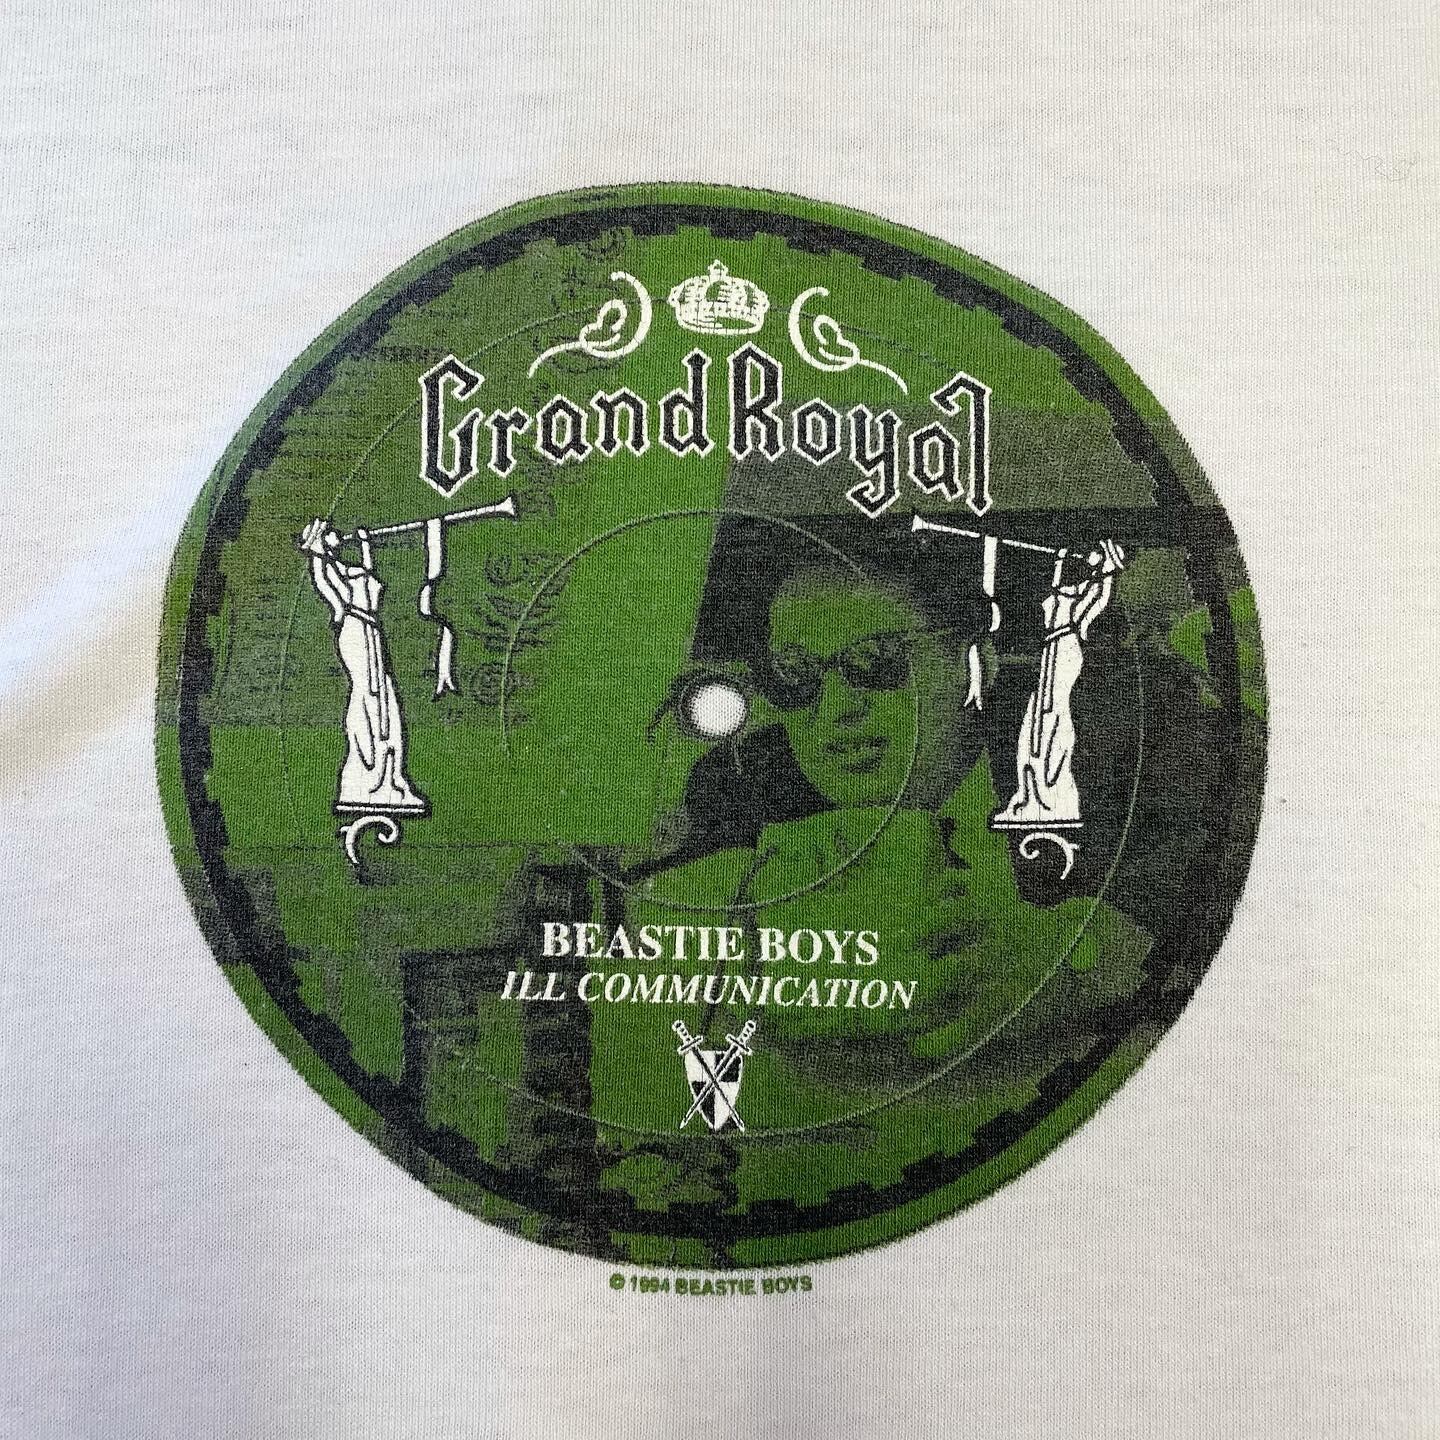 Grand Royal
BEASTIE BOYS
ILL COMMUNICATION
© 1994 BEASTIE BOYS